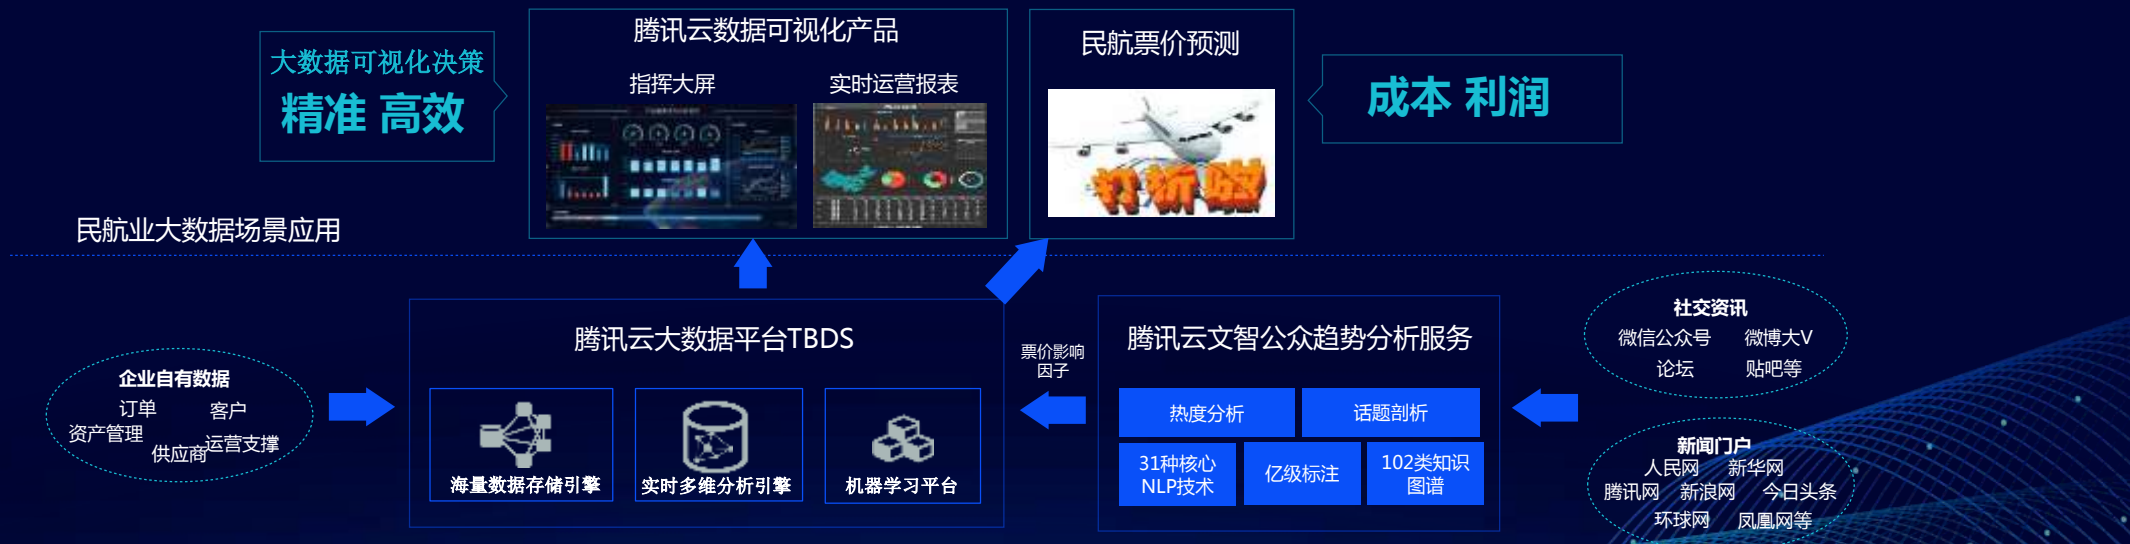 大数据可视化决策
精准 高效
腾讯云数据可视化产品
指挥大屏
实时运营报表
民航票价预测
打折啦
成本 利润
民航业大数据场景应用
企业自有数据
订单
客户
资产管理
供应商
运营支撑
腾讯云大数据平台TBDS
海量数据存储引擎
实时多维分析引擎
机器学习平台
票价影响
因子
腾讯云文智公众趋势分析服务
热度分析
话题剖析
31种核心
NLP技术
亿级标注
102类知识
图谱
社交资讯
微信公众号
微博大V
论坛
贴吧等
新闻门户
人民网
新华网
腾讯网
新浪网
今日头条
环球网
凤凰网等